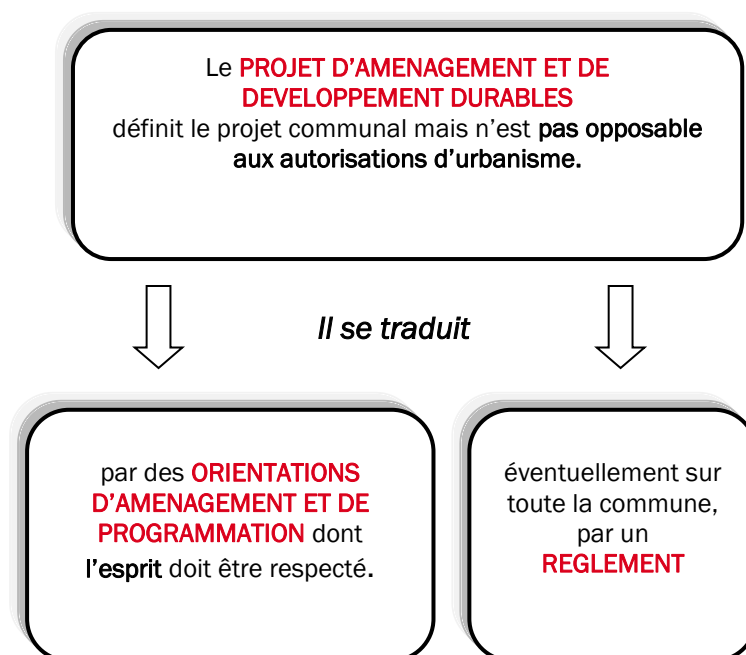 Le PROJET D’AMENAGEMENT ET DE
DEVELOPPEMENT DURABLES
définit le projet communal mais n’est pas opposable
aux autorisations d’urbanisme.
Il se traduit
par des ORIENTATIONS
D’AMENAGEMENT ET DE
PROGRAMMATION dont
l’esprit doit être respecté.
éventuellement sur
toute la commune,
par un
REGLEMENT